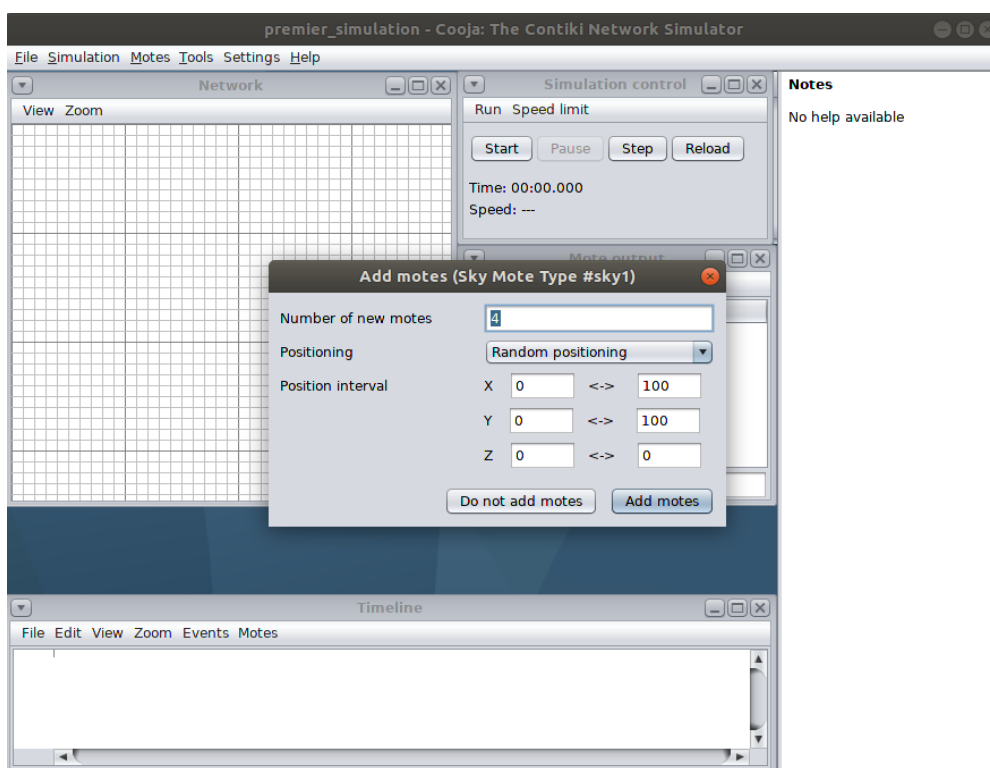 premier_simulation - Cooja: The Contiki Network Simulator
File Simulation Motes Tools Settings Help
Network
View Zoom
Simulation control
Run Speed limit
Start Pause Step Reload
Time: 00:00.000
Speed: ---
Notes
No help available
Mote output
Add motes (Sky Mote Type #sky1)
Number of new motes 4
Positioning Random positioning
Position interval X 0 <-> 100
Y 0 <-> 100
Z 0 <-> 0
Do not add motes Add motes
Timeline
File Edit View Zoom Events Motes